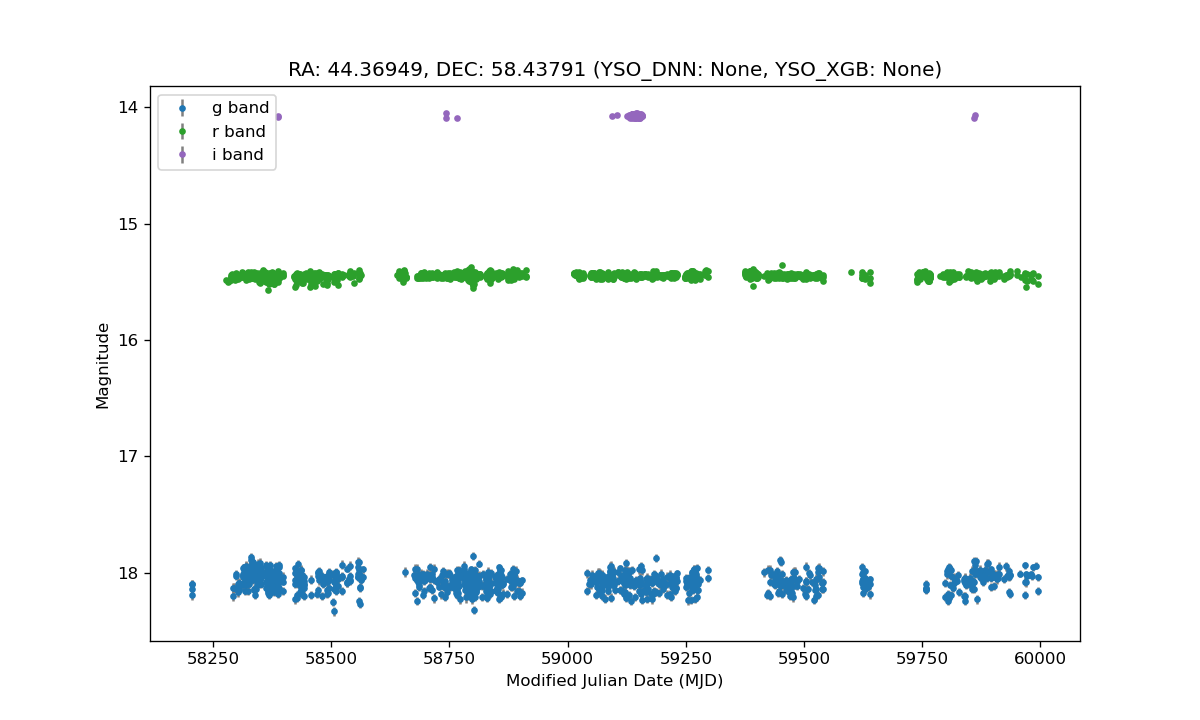 RA: 44.36949, DEC: 58.43791 (YSO_DNN: None, YSO_XGB: None)
g band
r band
i band
14
15
16
17
18
Magnitude
58250 58500 58750 59000 59250 59500 59750 60000
Modified Julian Date (MJD)